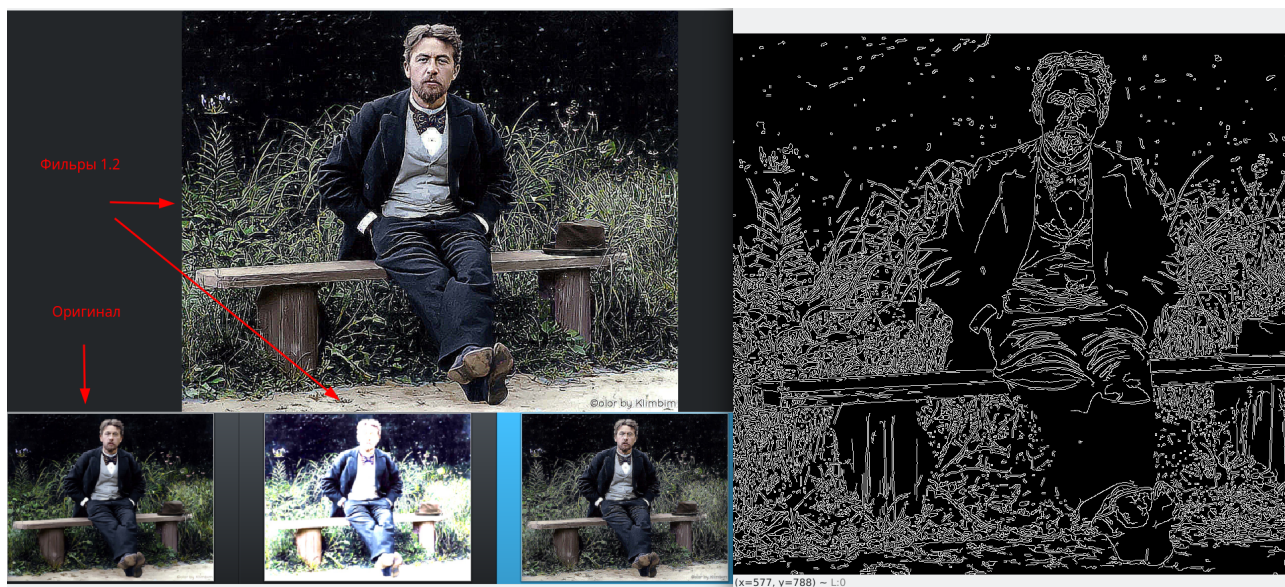 Фильры 1.2
Оригинал
©olor by Klimbim
(x=577, y=788) ~ L:0